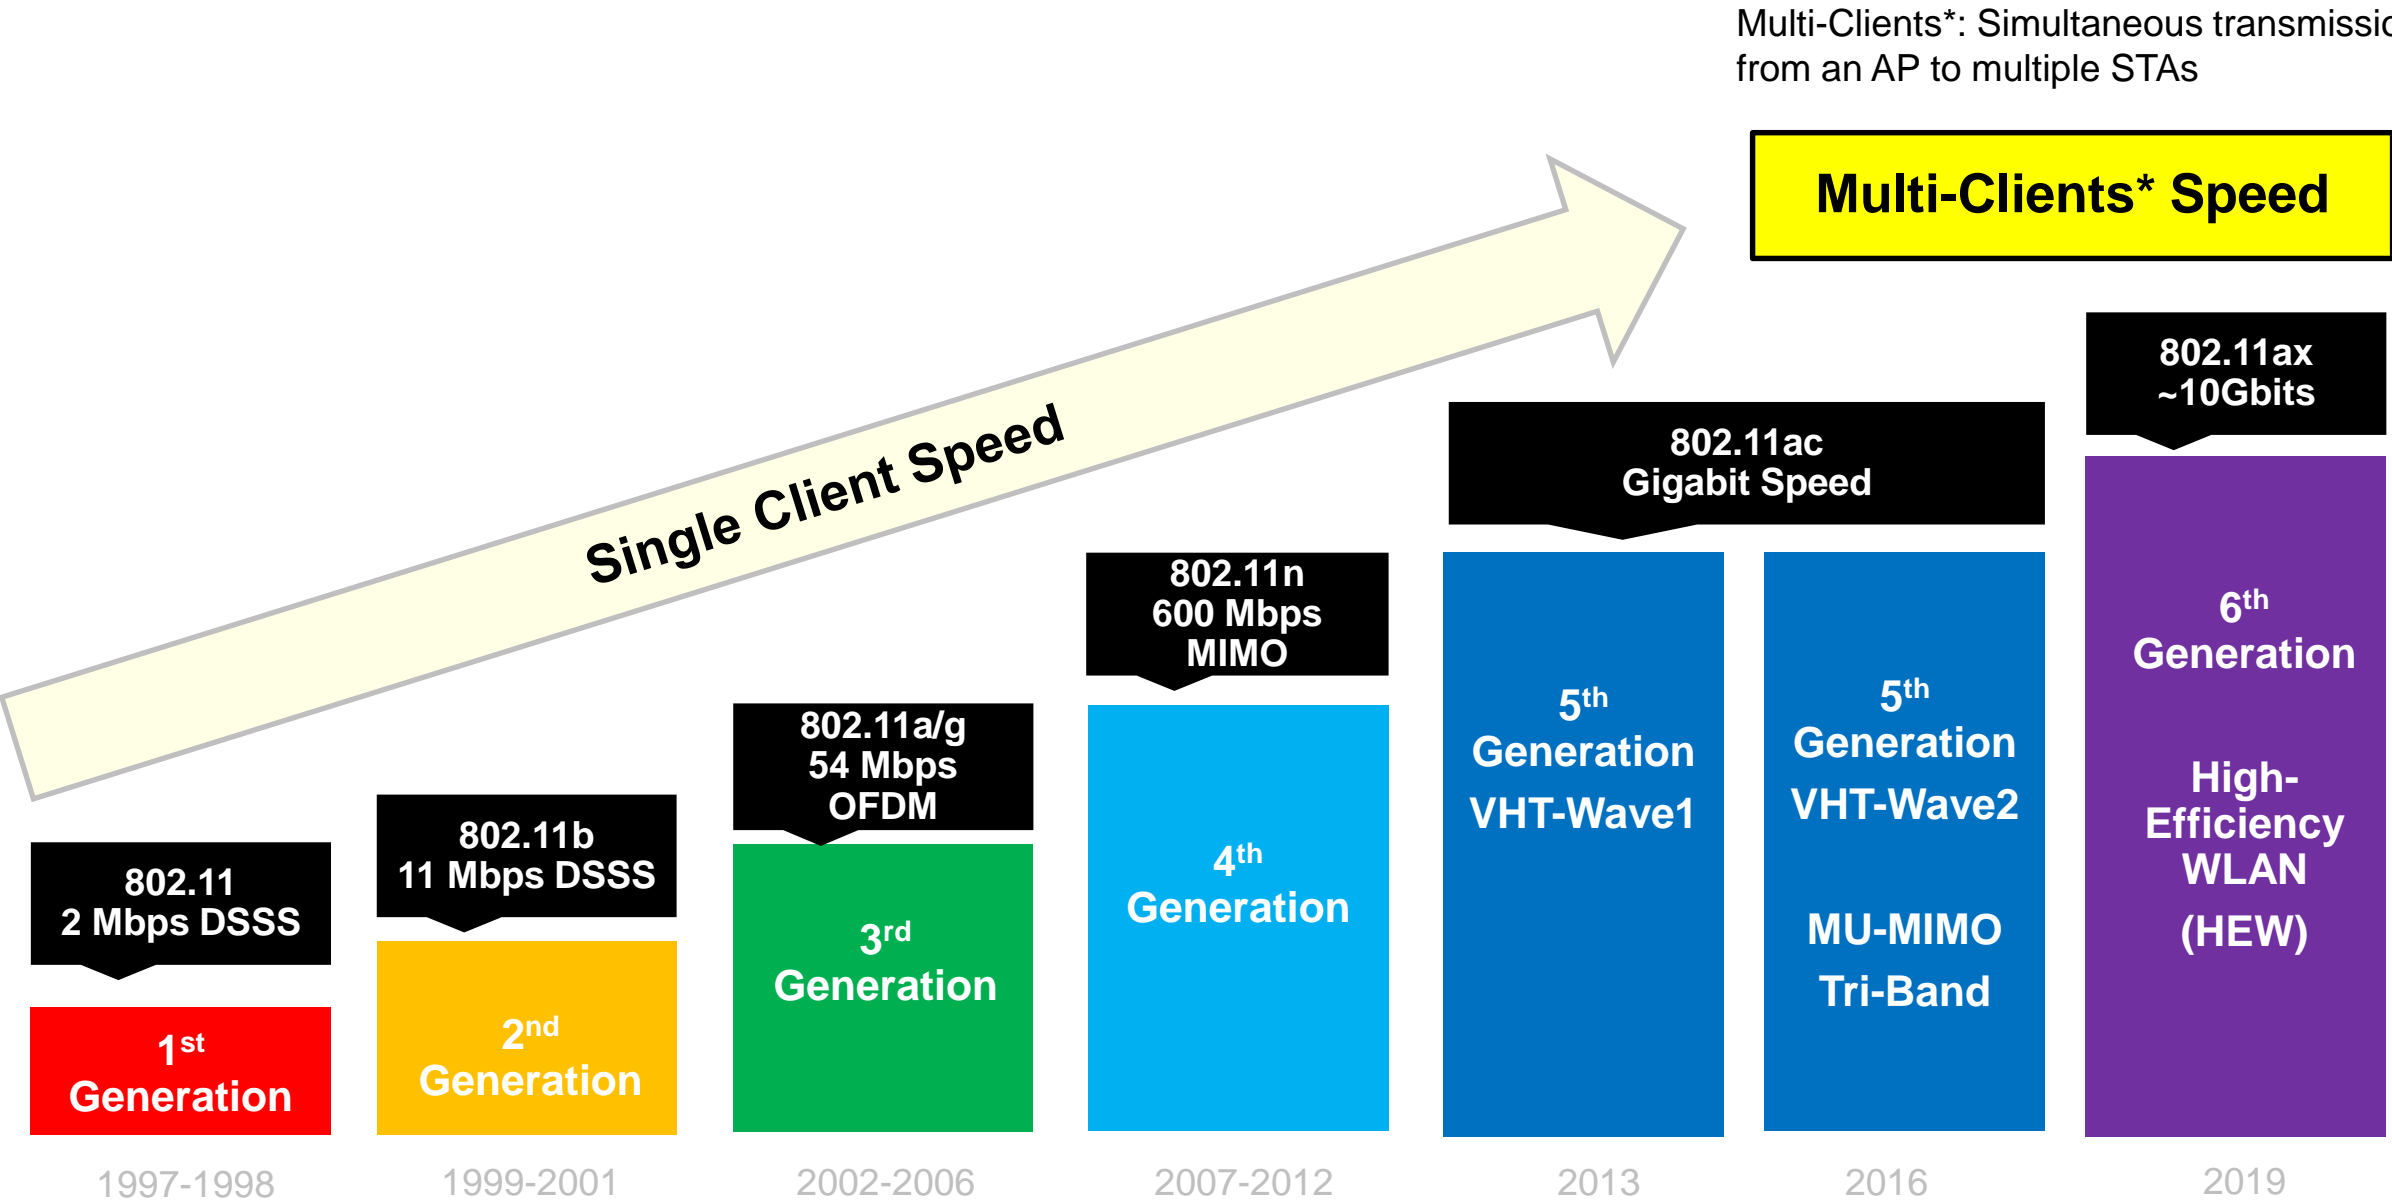 Multi-Clients*: Simultaneous
from an AP to multiple STAs
Multi-Clients* Speed
Single Client Speed
802.11
2 Mbps DSSS
1st
Generation
1997-1998
802.11b
11 Mbps DSSS
2nd
Generation
1999-2001
802.11a/g
54 Mbps
OFDM
3rd
Generation
2002-2006
802.11n
600 Mbps
MIMO
4th
Generation
2007-2012
802.11ac
Gigabit Speed
5th
Generation
VHT-Wave1
2013
5th
Generation
VHT-Wave2
MU-MIMO
Tri-Band
2016
802.11ax
~10Gbits
6th
Generation
High-
Efficiency
WLAN
(HEW)
2019